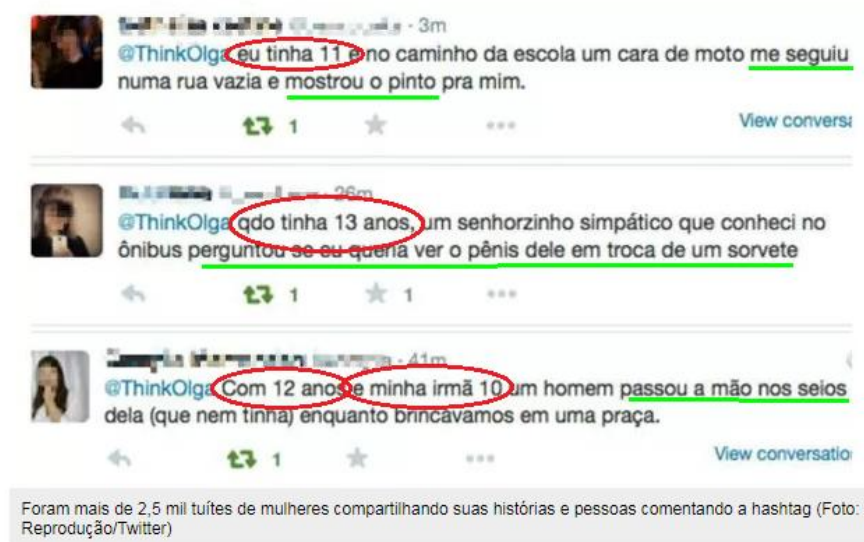 3m
@ThinkOlga eu tinha 11 e no caminho da escola um cara de moto me seguiu
numa rua vazia e mostrou o pinto pra mim.
1
View conversa
26m
@ThinkOlga qdo tinha 13 anos, um senhorzinho simpático que conheci no
ônibus perguntou se eu queria ver o pênis dele em troca de um sorvete
1 1
41m
@ThinkOlga Com 12 anos e minha irmã 10 um homem passou a mão nos seios
dela (que nem tinha) enquanto brincávamos em uma praça.
1
View conversatio
Foram mais de 2,5 mil tuítes de mulheres compartilhando suas histórias e pessoas comentando a hashtag (Foto:
Reprodução/Twitter)